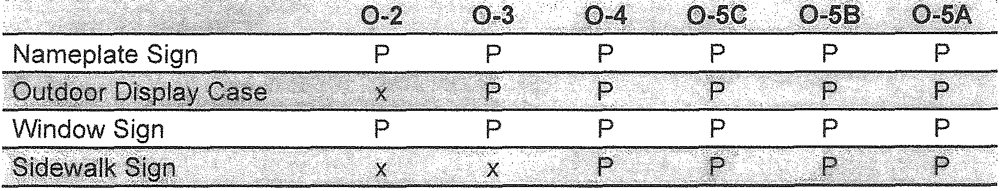 O-2 O-3 O-4 O-5C O-5B O-5A
Nameplate Sign P P P P P P
Outdoor Display Case x P P P P P
Window Sign P P P P P P
Sidewalk Sign x x P P P P